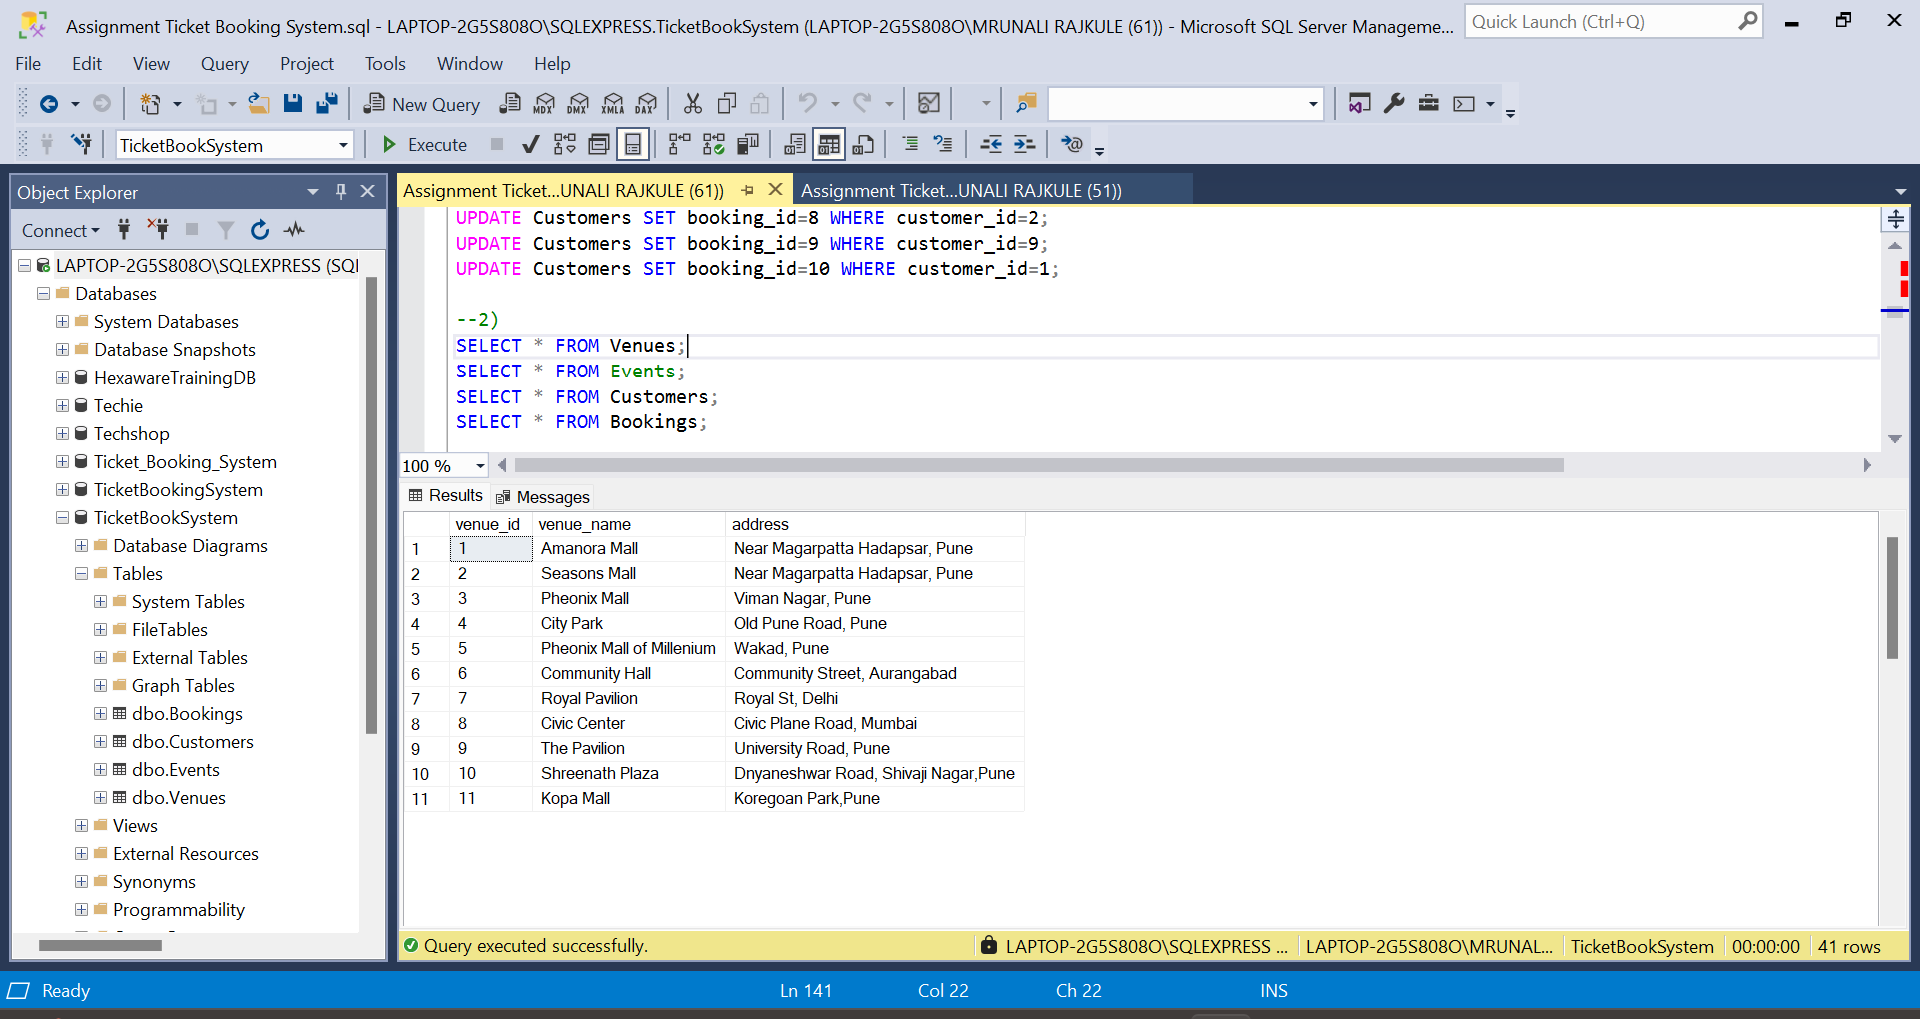 Assignment Ticket Booking System.sql - LAPTOP-2G5S808O\SQLEXPRESS.TicketBookSystem (LAPTOP-2G5S808O\MRUNALI RAJKULE (61)) - Microsoft SQL Server Manageme...
Quick Launch (Ctrl+Q)
File Edit View Query Project Tools Window Help
New Query MDX DMX XMLA DAX
TicketBookSystem Execute
Object Explorer
Connect
LAPTOP-2G5S808O\SQLEXPRESS (SQL
Databases
System Databases
Database Snapshots
HexawareTrainingDB
Techie
Techshop
Ticket_Booking_System
TicketBookingSystem
TicketBookSystem
Database Diagrams
Tables
System Tables
FileTables
External Tables
Graph Tables
dbo.Bookings
dbo.Customers
dbo.Events
dbo.Venues
Views
External Resources
Synonyms
Programmability
Assignment Ticket...UNALI RAJKULE (61)) Assignment Ticket...UNALI RAJKULE (51))
UPDATE Customers SET booking_id=8 WHERE customer_id=2;
UPDATE Customers SET booking_id=9 WHERE customer_id=9;
UPDATE Customers SET booking_id=10 WHERE customer_id=1;
--2)
SELECT * FROM Venues;
SELECT * FROM Events;
SELECT * FROM Customers;
SELECT * FROM Bookings;
100 %
Results Messages
venue_id venue_name address
1 1 Amanora Mall Near Magarpatta Hadapsar, Pune
2 2 Seasons Mall Near Magarpatta Hadapsar, Pune
3 3 Pheonix Mall Viman Nagar, Pune
4 4 City Park Old Pune Road, Pune
5 5 Pheonix Mall of Millenium Wakad, Pune
6 6 Community Hall Community Street, Aurangabad
7 7 Royal Pavilion Royal St, Delhi
8 8 Civic Center Civic Plane Road, Mumbai
9 9 The Pavilion University Road, Pune
10 10 Shreenath Plaza Dnyaneshwar Road, Shivaji Nagar,Pune
11 11 Kopa Mall Koregoan Park,Pune
Query executed successfully. LAPTOP-2G5S808O\SQLEXPRESS ... LAPTOP-2G5S808O\MRUNAL... TicketBookSystem 00:00:00 41 rows
Ready Ln 141 Col 22 Ch 22 INS